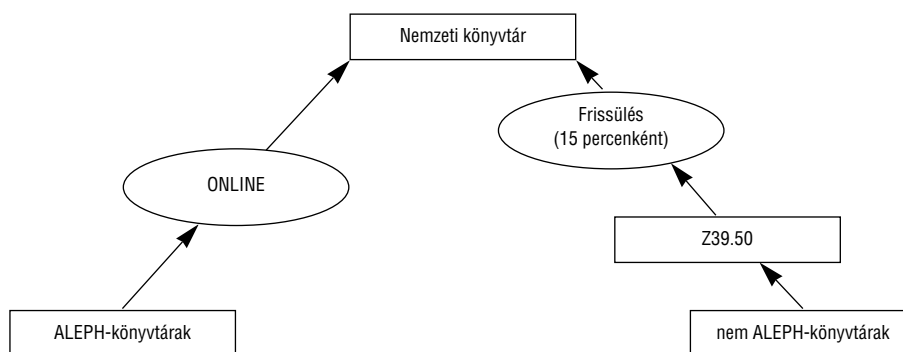 Nemzeti könyvtár
Frissülés
(15 percenként)
ONLINE
Z39.50
ALEPH-könyvtárak
nem ALEPH-könyvtárak